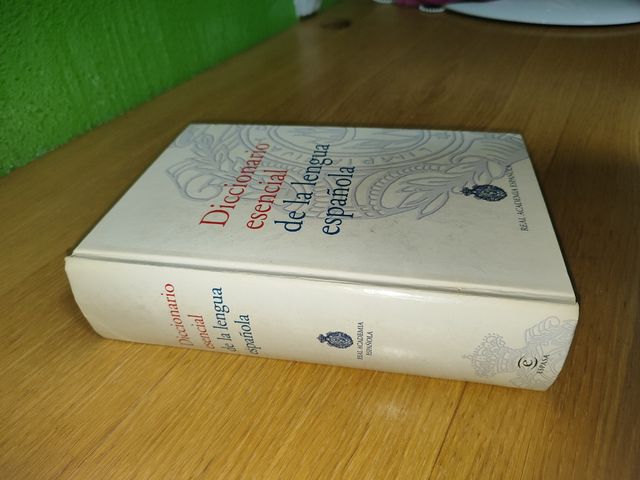 Diccionario
esencial
de la lengua
española
REAL ACADEMIA ESPAÑOLA
Diccionario
esencial
de la lengua
española
REAL ACADEMIA
ESPAÑOLA
e
ESPASA